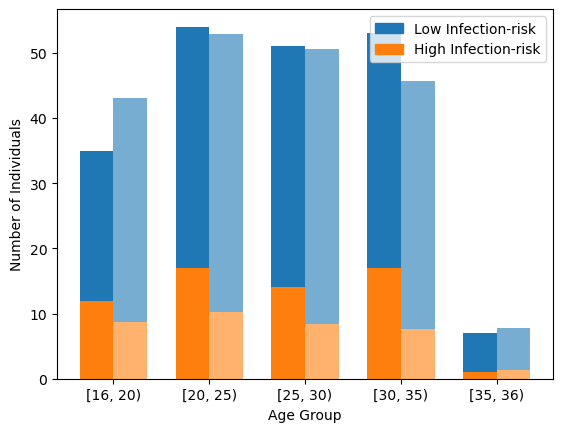 Low Infection-risk
High Infection-risk
50
40
30
20
10
0
Number of Individuals
[16, 20)
[20, 25)
[25, 30)
[30, 35)
[35, 36)
Age Group